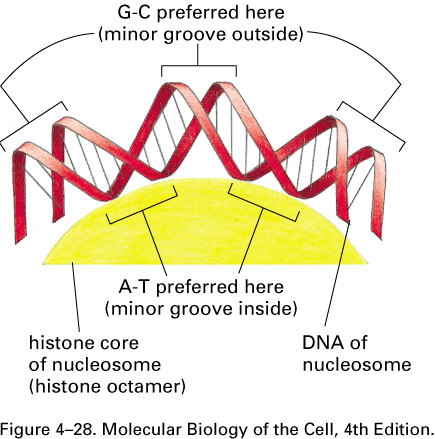 G-C preferred here
(minor groove outside)
A-T preferred here
(minor groove inside)
histone core
of nucleosome
(histone octamer)
DNA of
nucleosome
Figure 4–28. Molecular Biology of the Cell, 4th Edition.